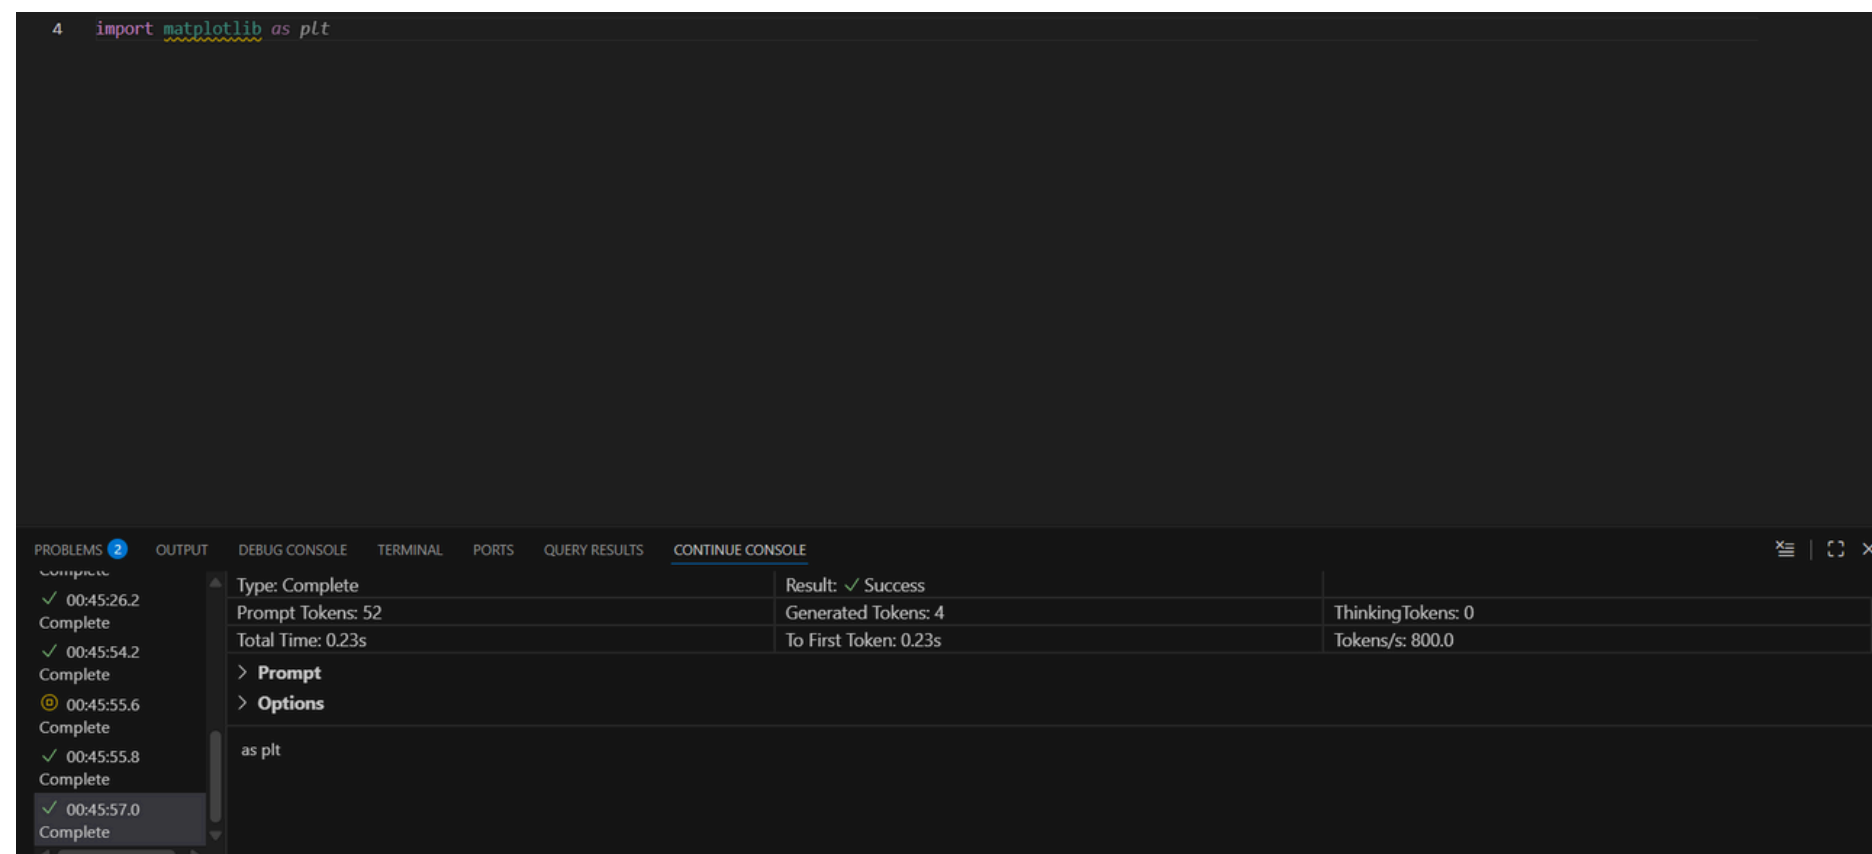 4 import matplotlib as plt
PROBLEMS 2 OUTPUT DEBUG CONSOLE TERMINAL PORTS QUERY RESULTS CONTINUE CONSOLE
Complete
00:45:26.2
Complete
00:45:54.2
Complete
00:45:55.6
Complete
00:45:55.8
Complete
00:45:57.0
Complete
Type: Complete Result: ✓ Success
Prompt Tokens: 52 Generated Tokens: 4 ThinkingTokens: 0
Total Time: 0.23s To First Token: 0.23s Tokens/s: 800.0
> Prompt
> Options
as plt